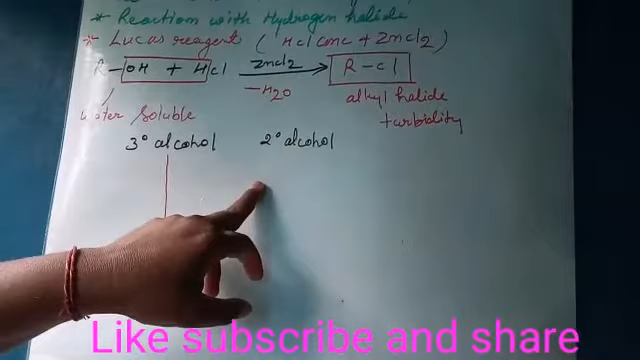 * Reaction with Hydrogen halide
* Lucas reagent ( HCl conc + ZnCl2 )
R-OH + HCl ZnCl2 R-Cl
-H2O alkyl halide
water soluble turbidity
3° alcohol 2° alcohol
Like subscribe and share